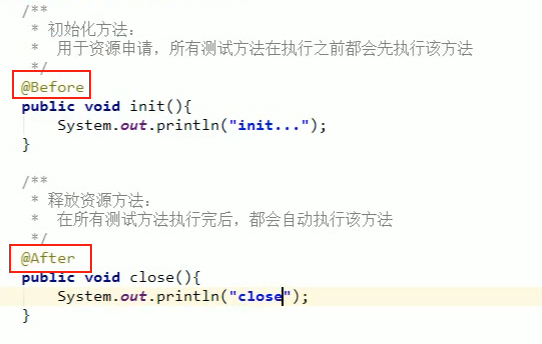 /**
 * 初始化方法：
 *  用于资源申请，所有测试方法在执行之前都会先执行该方法
 */
@Before
public void init(){
    System.out.println("init...");
}
/**
 * 释放资源方法：
 *  在所有测试方法执行完后，都会自动执行该方法
 */
@After
public void close(){
    System.out.println("close");
}